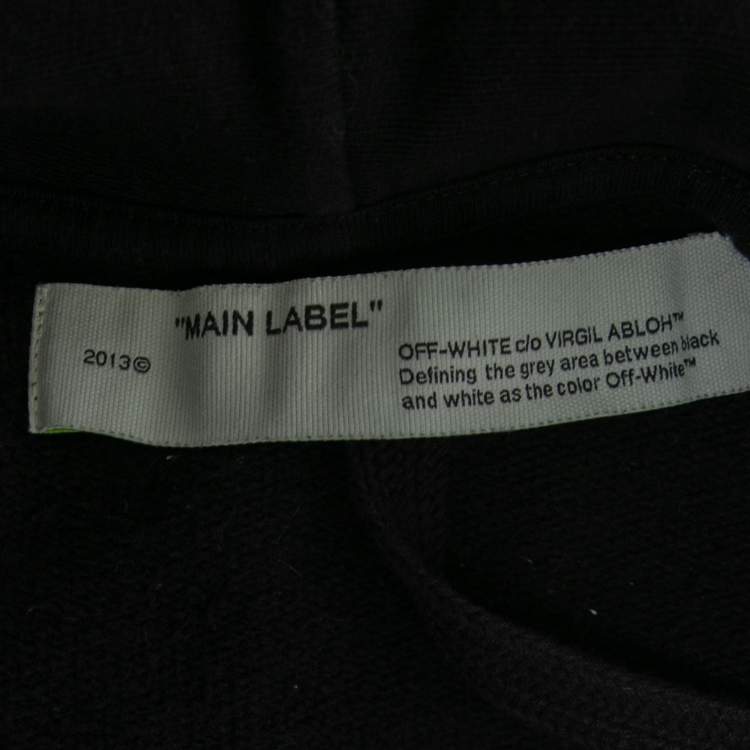 "MAIN LABEL"
2013©
OFF-WHITE c/o VIRGIL ABLOH™
Defining the grey area between black
and white as the color Off-White™